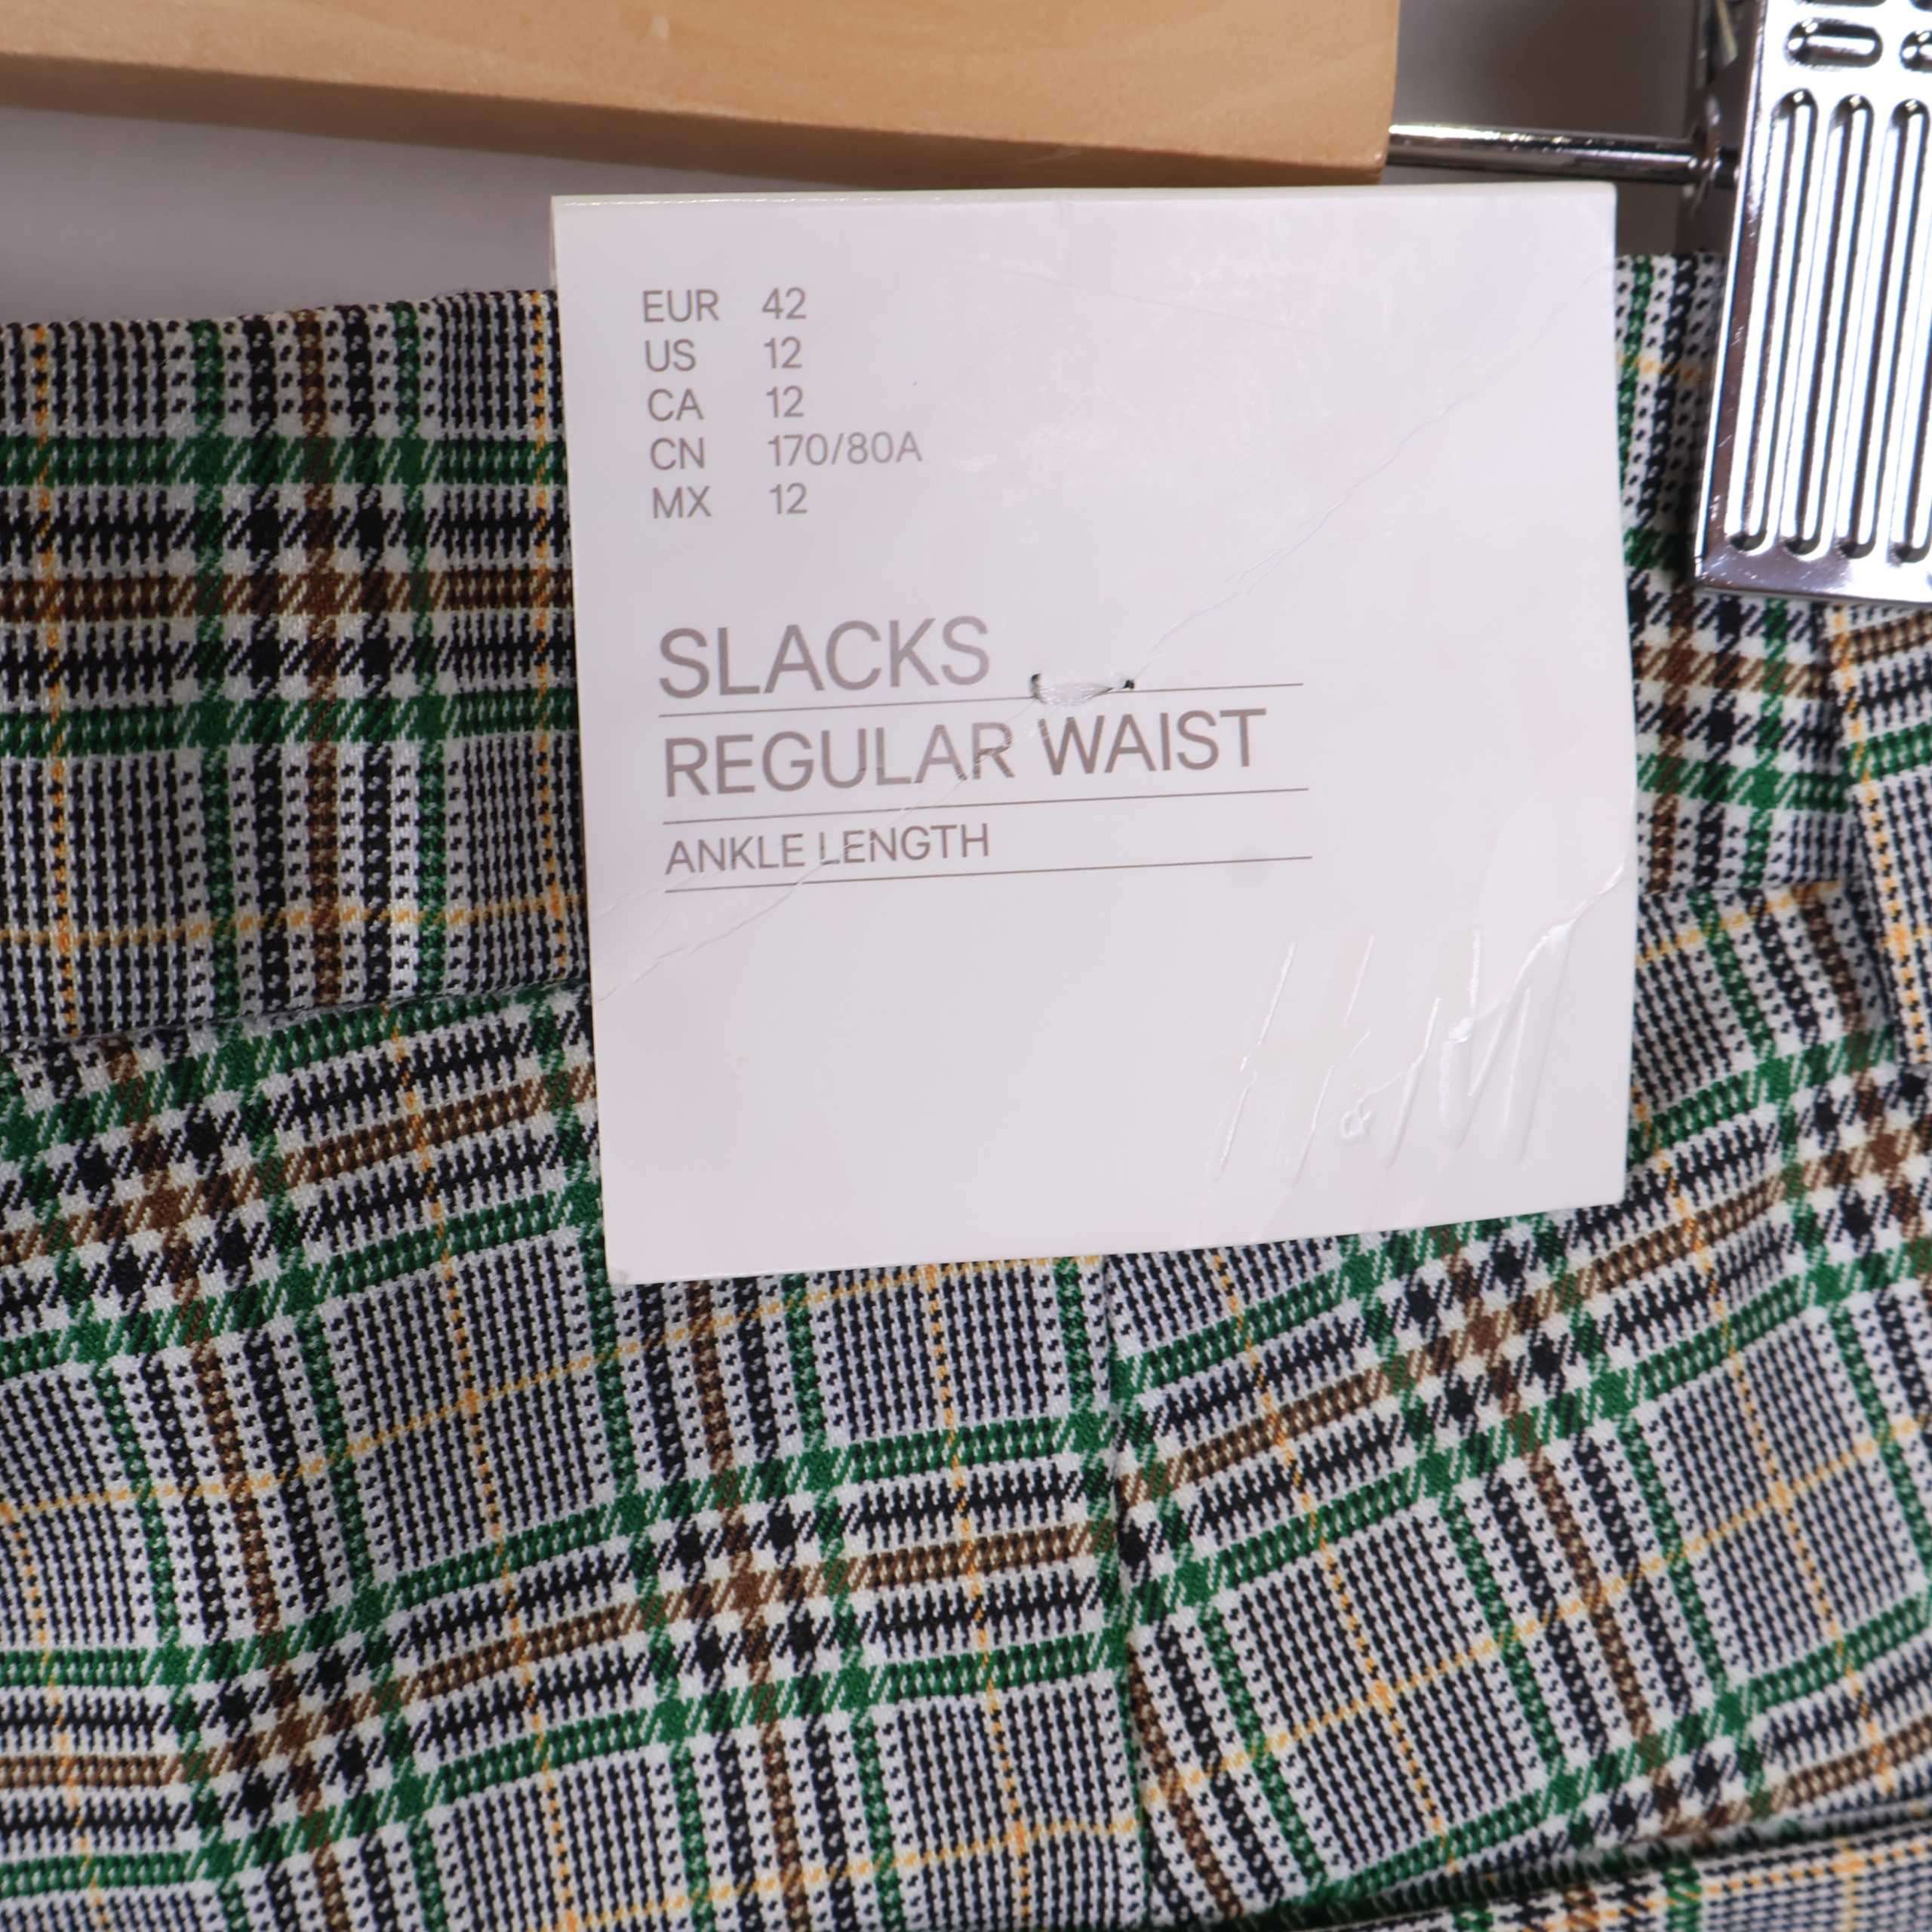 EUR 42
US 12
CA 12
CN 170/80A
MX 12
SLACKS
REGULAR WAIST
ANKLE LENGTH
H&M